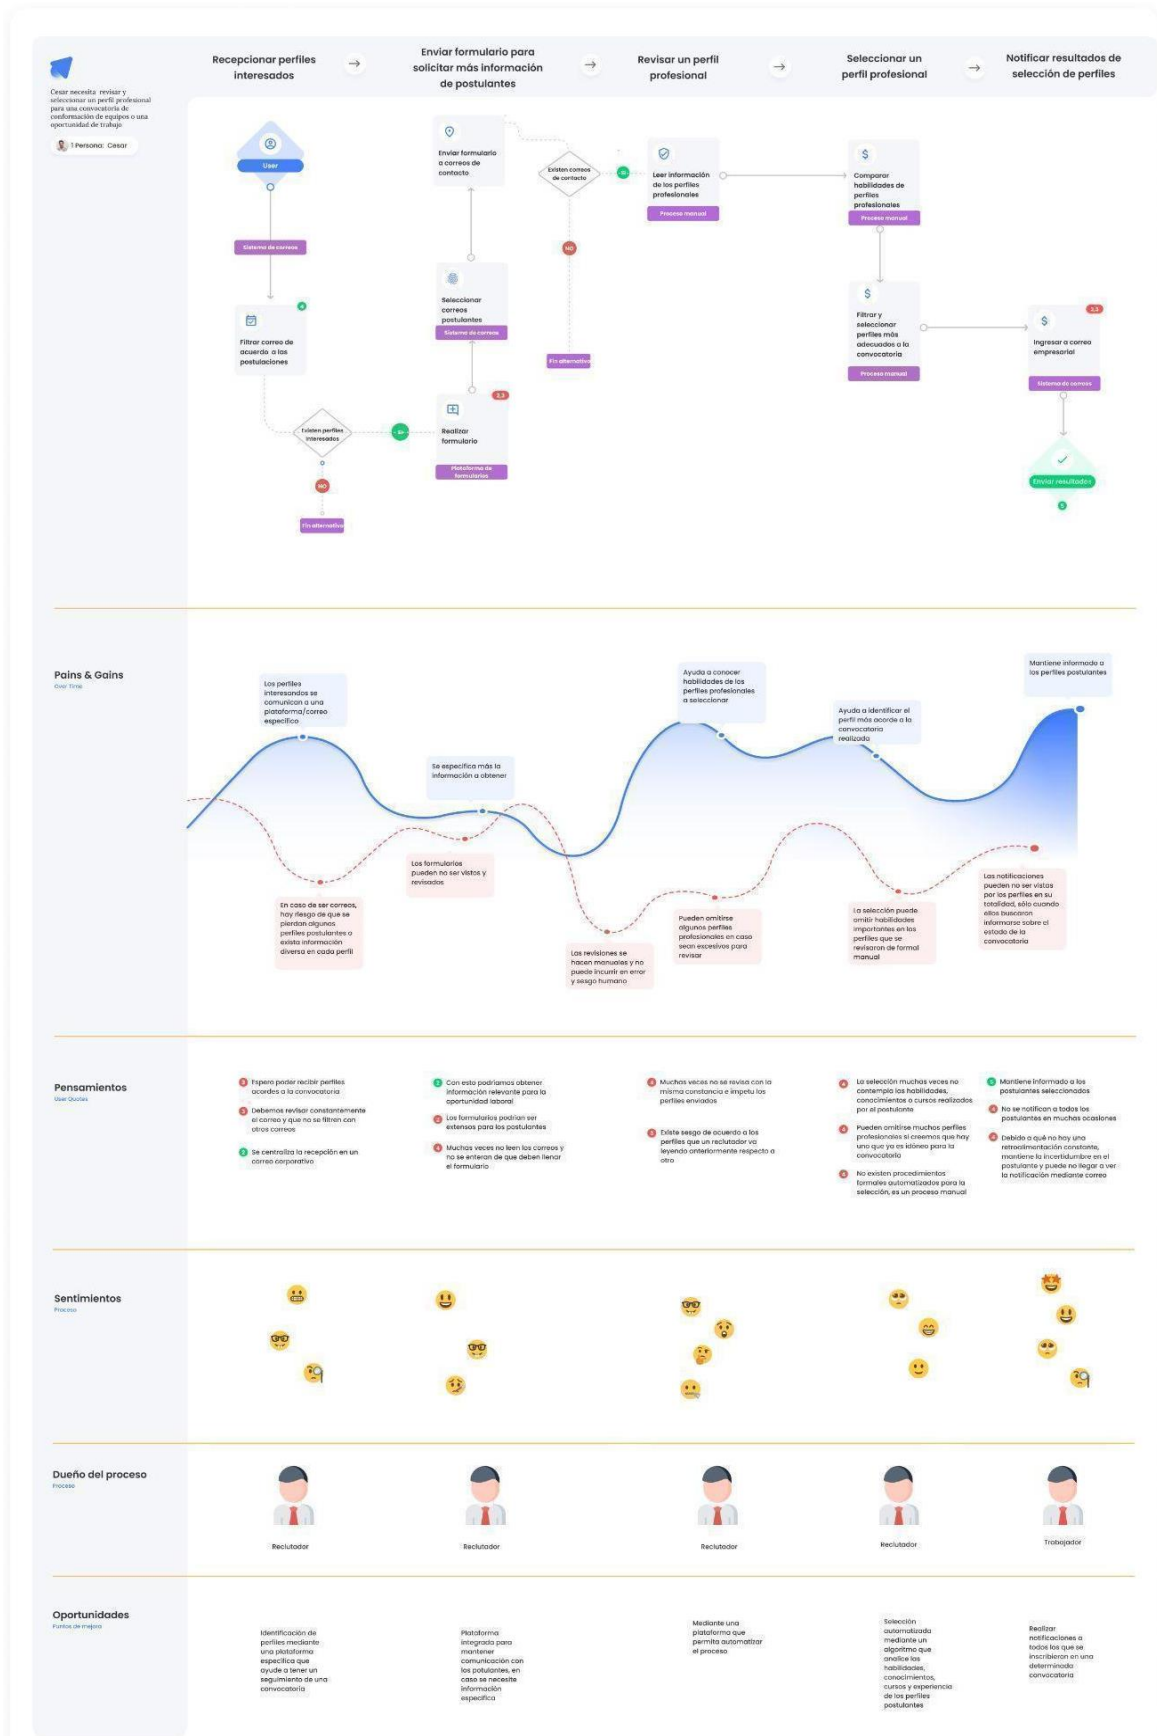 Recepcionar perfiles
interesados
Enviar formulario para
solicitar más información
de postulantes
Revisar un perfil
profesional
Seleccionar un
perfil profesional
Notificar resultados de
selección de perfiles
Cesar necesita revisar y
seleccionar un perfil profesional
para una convocatoria de
conformación de equipos o una
oportunidad de trabajo
1 Persona: Cesar
User
Sistema de correos
4
Filtrar correo de
acuerdo a las
postulaciones
Existen perfiles
interesados
NO
Fin alternativo
Si
Enviar formulario
a correos de
contacto
Seleccionar
correos
postulantes
Sistema de correos
2,3
Realizar
formulario
Plataforma de
formularios
Existen correos
de contacto
Si
NO
Fin alternativo
Leer información
de los perfiles
profesionales
Proceso manual
Comparar
habilidades de
perfiles
profesionales
Proceso manual
Filtrar y
seleccionar
perfiles más
adecuados a la
convocatoria
Proceso manual
2,3
Ingresar a correo
empresarial
Sistema de correos
Enviar resultados
5
Pains & Gains
Over Time
Los perfiles
interesandos se
comunican a una
plataforma/correo
específico
Se especifica más la
información a obtener
Ayuda a conocer
habilidades de los
perfiles profesionales
a seleccionar
Ayuda a identificar el
perfil más acorde a la
convocatoria
realizada
Mantiene informado a
los perfiles postulantes
En caso de ser correos,
hay riesgo de que se
pierdan algunos
perfiles postulantes o
exista información
diversa en cada perfil
Los formularios
pueden no ser vistos y
revisados
Las revisiones se
hacen manuales y no
puede incurrir en error
y sesgo humano
Pueden omitirse
algunos perfiles
profesionales en caso
sean excesivos para
revisar
La selección puede
omitir habilidades
importantes en los
perfiles que se
revisaron de formal
manual
Las notificaciones
pueden no ser vistas
por los perfiles en su
totalidad, sólo cuando
ellos buscaron
informarse sobre el
estado de la
convocatoria
Pensamientos
User Quotes
Espera poder recibir perfiles
acordes a la convocatoria
Debemos revisar constantemente
el correo y que no se filtren con
otros correos
Se centraliza la recepción en un
correo corporativo
Con esto podríamos obtener
información relevante para la
oportunidad laboral
Los formularios podrían ser
extensos para los postulantes
Muchas veces no leen los correos y
no se enteran de que deben llenar
el formulario
Muchas veces no se revisa con la
misma constancia e impetu los
perfiles enviados
Existe sesgo de acuerdo a los
perfiles que un reclutador va
leyendo anteriormente respecto a
otro
La selección muchas veces no
contempla las habilidades,
conocimientos o cursos realizados
por el postulante
Pueden omitirse muchos perfiles
profesionales si creemos que hay
uno que ya es idóneo para la
convocatoria
No existen procedimientos
formales automatizados para la
selección, es un proceso manual
Mantiene informado a los
postulantes seleccionados
No se notifican a todos los
postulantes en muchas ocasiones
Debido a qué no hay una
retroalimentación constante,
mantiene la incertidumbre en el
postulante y puede no llegar a ver
la notificación mediante correo
Sentimientos
Proceso
Dueño del proceso
Proceso
Reclutador
Reclutador
Reclutador
Reclutador
Trabajador
Oportunidades
Puntos de mejora
Identificación de
perfiles mediante
una plataforma
específica que
ayude a tener un
seguimiento de una
convocatoria
Plataforma
integrada para
mantener
comunicación con
los potulantes, en
caso se necesite
información
específica
Mediante una
plataforma que
permita automatizar
el proceso
Selección
automatizada
mediante un
algoritmo que
analice las
habilidades,
conocimientos,
cursos y experiencia
de los perfiles
postulantes
Realizar
notificaciones a
todos los que se
inscribieron en una
determinada
convocatoria